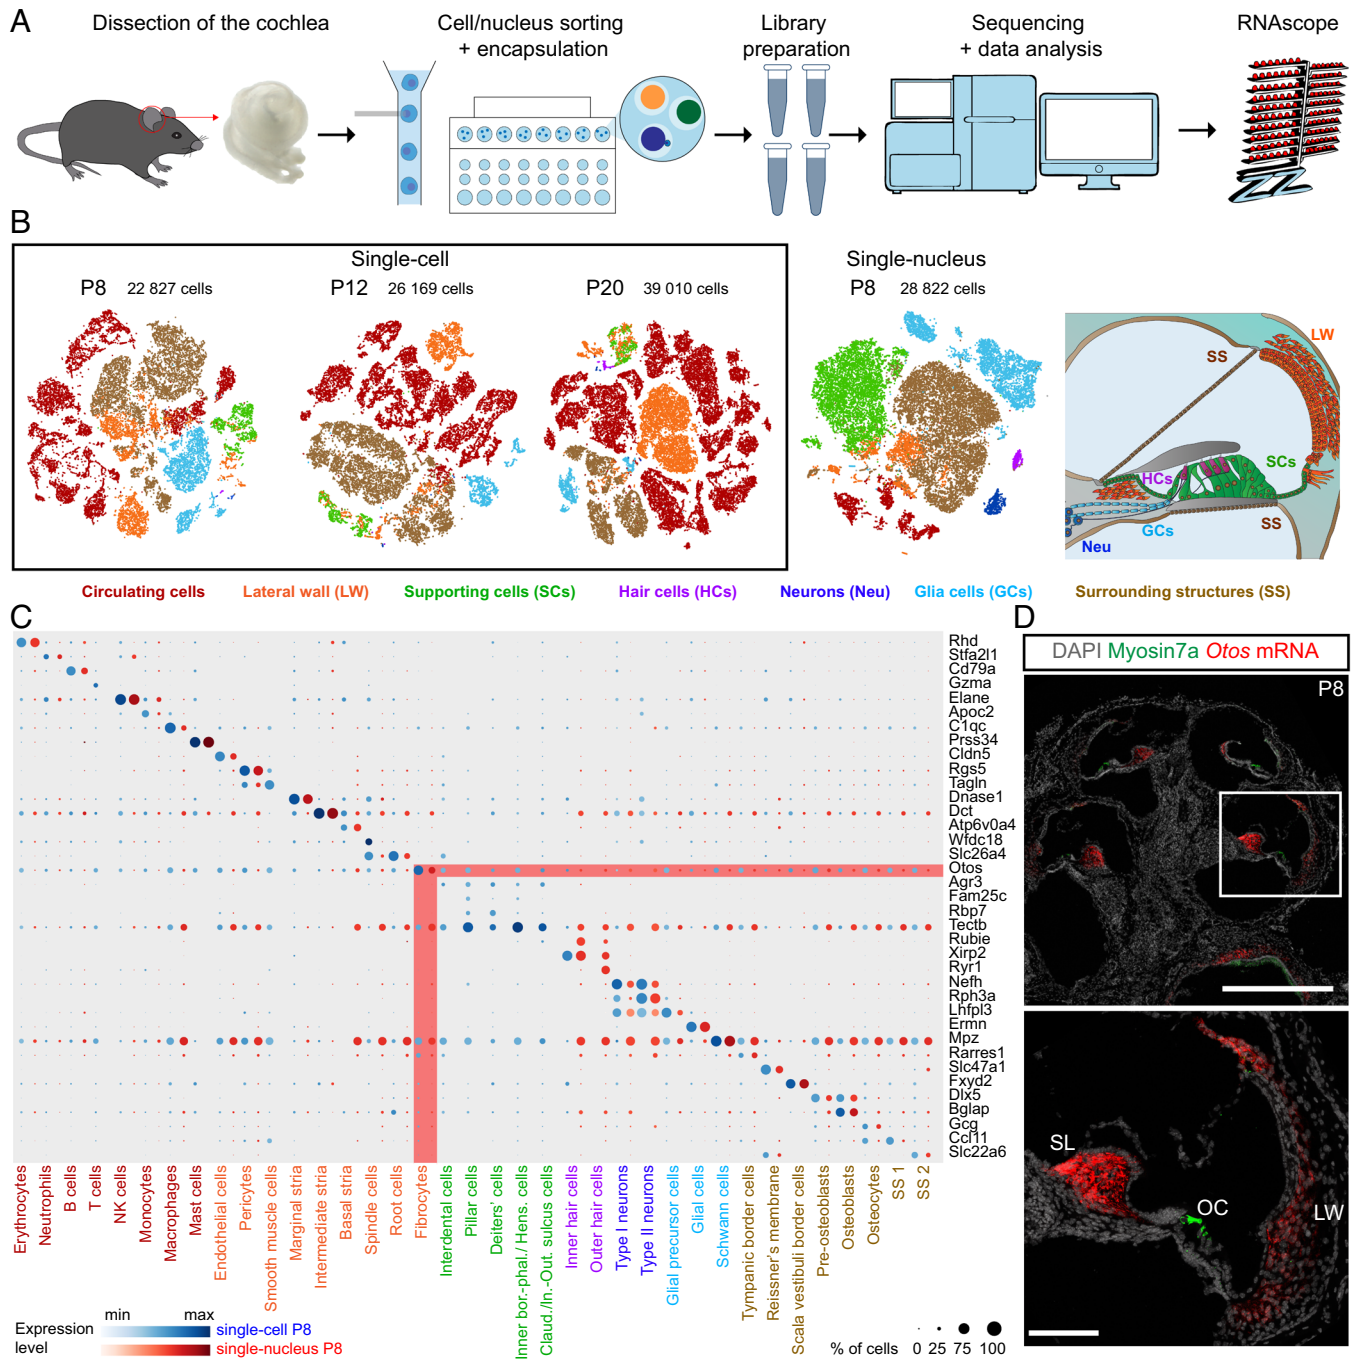 A
Dissection of the cochlea
Cell/nucleus sorting
+ encapsulation
Library
preparation
Sequencing
+ data analysis
RNAscope
B
Single-cell
P8 22 827 cells
P12 26 169 cells
P20 39 010 cells
Single-nucleus
P8 28 822 cells
LW
SS
HCs
SCs
GCs
SS
Neu
Circulating cells
Lateral wall (LW)
Supporting cells (SCs)
Hair cells (HCs)
Neurons (Neu)
Glia cells (GCs)
Surrounding structures (SS)
C
Rhd
Stfa2l1
Cd79a
Gzma
Elane
Apoc2
C1qc
Prss34
Cldn5
Rgs5
Tagln
Dnase1
Dct
Atp6v0a4
Wfdc18
Slc26a4
Otos
Agr3
Fam25c
Rbp7
Tectb
Rubie
Xirp2
Ryr1
Nefh
Rph3a
Lhfpl3
Ermn
Mpz
Rarres1
Slc47a1
Fxyd2
Dlx5
Bglap
Gcg
Ccl11
Slc22a6
Erythrocytes
Neutrophils
B cells
T cells
NK cells
Monocytes
Macrophages
Mast cells
Endothelial cells
Pericytes
Smooth muscle cells
Marginal stria
Intermediate stria
Basal stria
Spindle cells
Root cells
Fibrocytes
Interdental cells
Pillar cells
Deiters' cells
Inner bor.-phal./ Hens. cells
Claud./In.-Out. sulcus cells
Inner hair cells
Outer hair cells
Type I neurons
Type II neurons
Glial precursor cells
Glial cells
Schwann cells
Tympanic border cells
Reissner's membrane
Scala vestibuli border cells
Pre-osteoblasts
Osteoblasts
Osteocytes
SS 1
SS 2
min max
Expression
level
single-cell P8
single-nucleus P8
% of cells 0 25 75 100
D
DAPI Myosin7a Otos mRNA
P8
SL
OC
LW